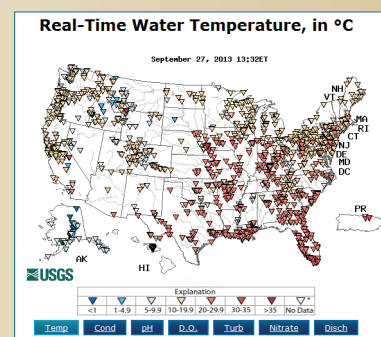 Real-Time Water Temperature, in °C
September 27, 2013 13:32ET
NH
VT
MA
RI
CT
NJ
DE
MD
DC
PR
AK
HI
USGS
Explanation
<1 1-4.9 5-9.9 10-19.9 20-29.9 30-35 >35 No Data *
Temp Cond pH D.O. Turb Nitrate Disch